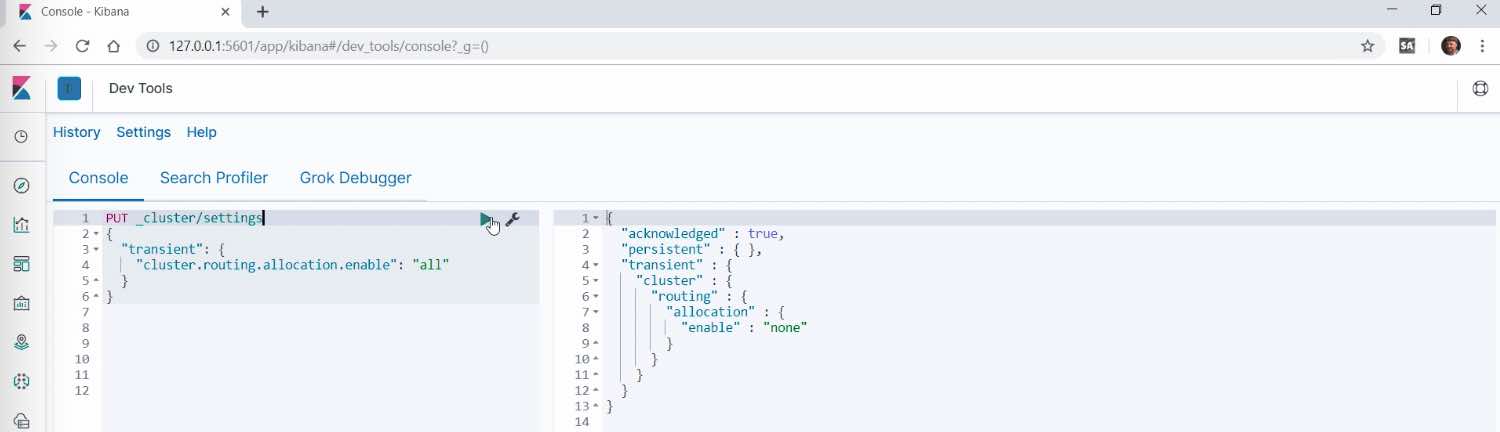 Console - Kibana
127.0.0.1:5601/app/kibana#/dev_tools/console?_g=()
SA
D
Dev Tools
History Settings Help
Console Search Profiler Grok Debugger
1 PUT _cluster/settings
2 {
3 "transient": {
4 "cluster.routing.allocation.enable": "all"
5 }
6 }
7
8
9
10
11
12
1 {
2 "acknowledged" : true,
3 "persistent" : { },
4 "transient" : {
5 "cluster" : {
6 "routing" : {
7 "allocation" : {
8 "enable" : "none"
9 }
10 }
11 }
12 }
13 }
14